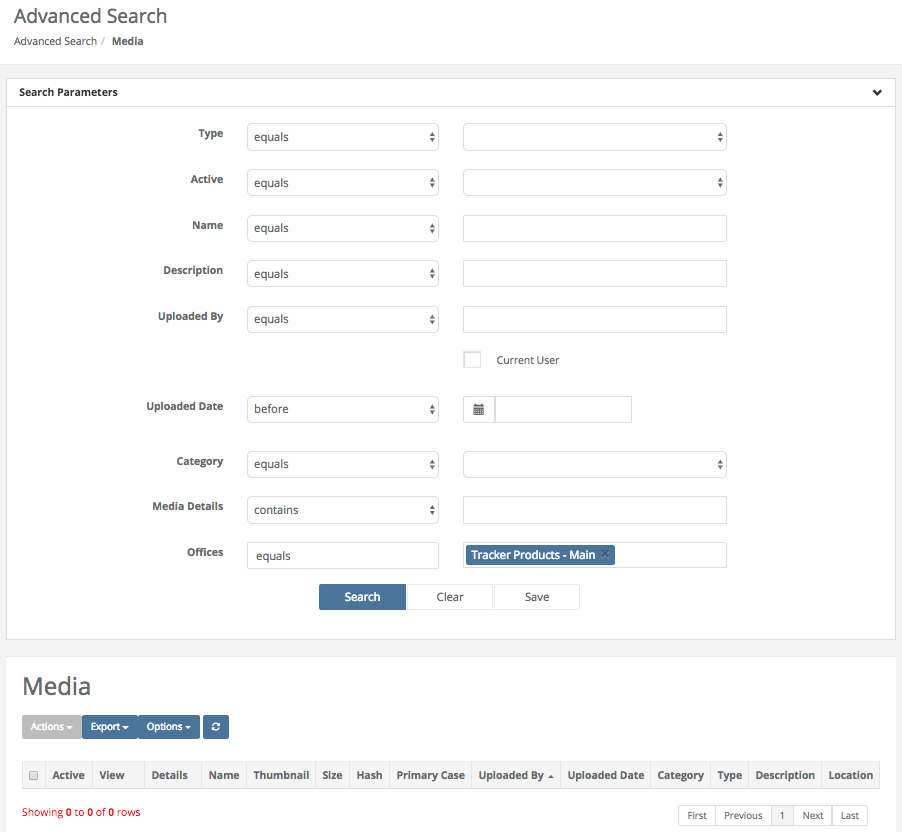 Advanced Search
Advanced Search / Media
Search Parameters
Type equals
Active equals
Name equals
Description equals
Uploaded By equals
Current User
Uploaded Date before
Category equals
Media Details contains
Offices equals Tracker Products - Main ×
Search Clear Save
Media
Actions Export Options
Active View Details Name Thumbnail Size Hash Primary Case Uploaded By Uploaded Date Category Type Description Location
Showing 0 to 0 of 0 rows
First Previous 1 Next Last